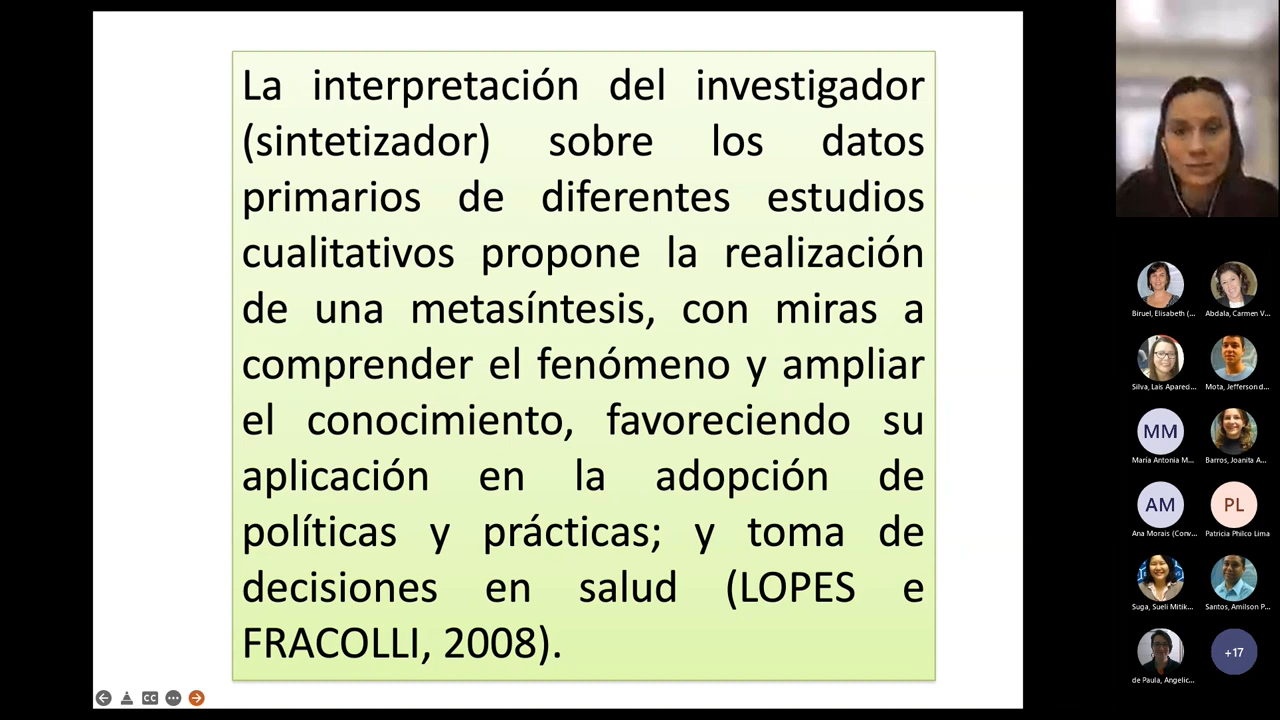 La interpretación del investigador
(sintetizador) sobre los datos
primarios de diferentes estudios
cualitativos propone la realización
de una metasíntesis, con miras a
comprender el fenómeno y ampliar
el conocimiento, favoreciendo su
aplicación en la adopción de
políticas y prácticas; y toma de
decisiones en salud (LOPES e
FRACOLLI, 2008).
CC
Biruel, Elisabeth (...
Abdala, Carmen V...
Silva, Lais Apared...
Mota, Jefferson d...
MM
María Antonia M...
Barros, Joanita A...
AM
PL
Ana Morais (Conv...
Patricia Philco Lima
Suga, Sueli Mitik...
Santos, Amilson P...
+17
de Paula, Angelic...